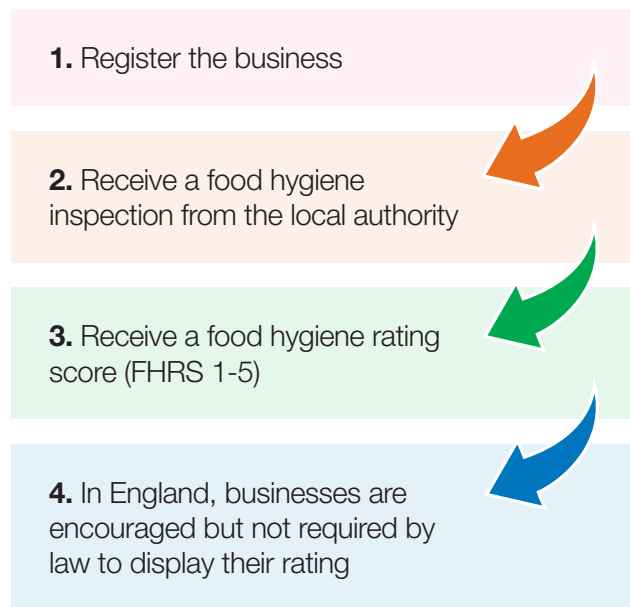 1. Register the business
2. Receive a food hygiene
inspection from the local authority
3. Receive a food hygiene rating
score (FHRS 1-5)
4. In England, businesses are
encouraged but not required by
law to display their rating